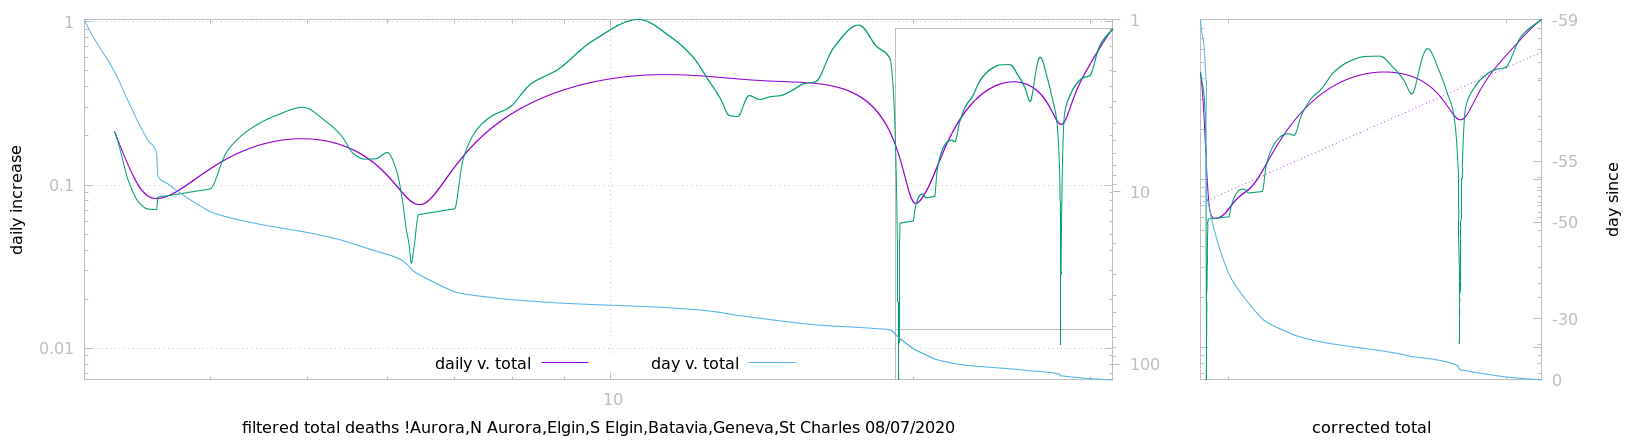 1
0.1
0.01
daily increase
daily v. total
day v. total
10
1
10
100
filtered total deaths !Aurora,N Aurora,Elgin,S Elgin,Batavia,Geneva,St Charles 08/07/2020
-59
-55
-50
-30
0
day since
corrected total